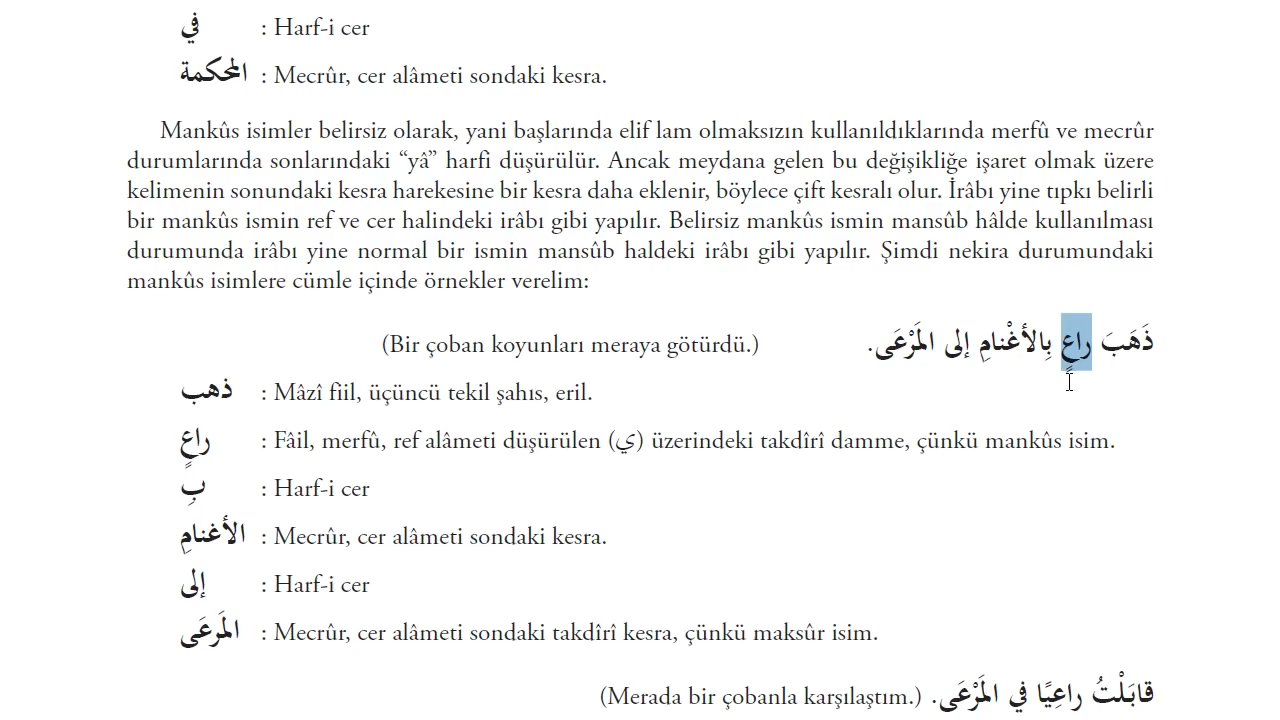 في : Harf-i cer
المحكمة : Mecrûr, cer alâmeti sondaki kesra.
Mankûs isimler belirsiz olarak, yani başlarında elif lam olmaksızın kullanıldıklarında merfû ve mecrûr
durumlarında sonlarındaki “yâ” harfi düşürülür. Ancak meydana gelen bu değişikliğe işaret olmak üzere
kelimenin sonundaki kesra harekesine bir kesra daha eklenir, böylece çift kesralı olur. İrâbı yine tıpkı belirli
bir mankûs ismin ref ve cer halindeki irâbı gibi yapılır. Belirsiz mankûs ismin mansûb hâlde kullanılması
durumunda irâbı yine normal bir ismin mansûb haldeki irâbı gibi yapılır. Şimdi nekira durumundaki
mankûs isimlere cümle içinde örnekler verelim:
ذَهَبَ راعٍ بِالأغْنامِ إلى المَرْعَى. (Bir çoban koyunları meraya götürdü.)
ذهب : Mâzî fiil, üçüncü tekil şahıs, eril.
راعٍ : Fâil, merfû, ref alâmeti düşürülen (ي) üzerindeki takdîrî damme, çünkü mankûs isim.
بِ : Harf-i cer
الأغنامِ : Mecrûr, cer alâmeti sondaki kesra.
إلى : Harf-i cer
المَرعَى : Mecrûr, cer alâmeti sondaki takdîrî kesra, çünkü maksûr isim.
قابَلْتُ راعِيًا في المَرْعَى. (Merada bir çobanla karşılaştım.)